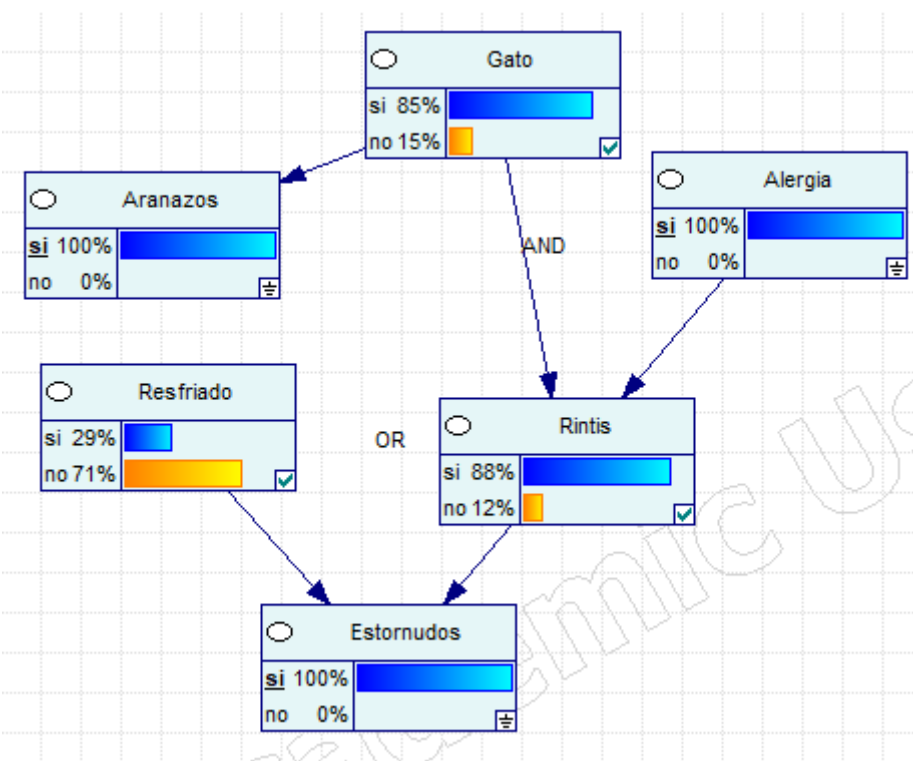 Gato
si 85%
no 15%
Alergia
si 100%
no 0%
Aranazos
si 100%
no 0%
AND
Resfriado
si 29%
no 71%
OR
Rintis
si 88%
no 12%
Estornudos
si 100%
no 0%